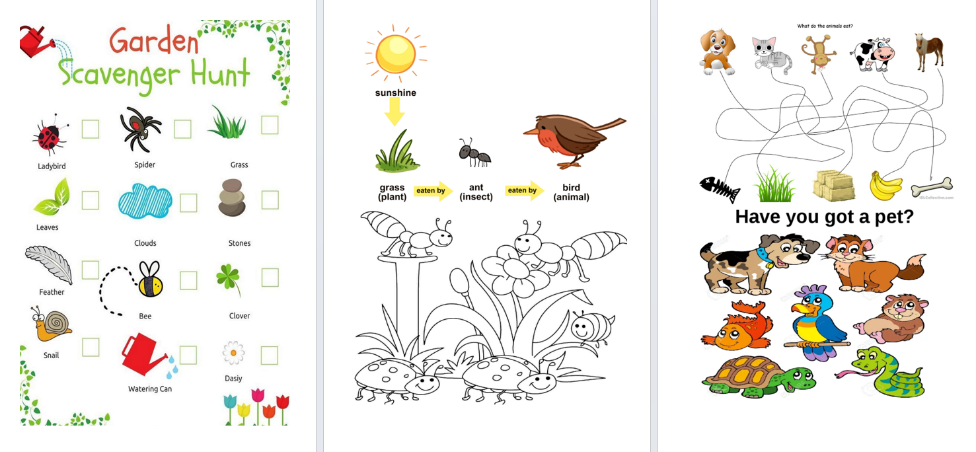 Garden
Scavenger Hunt
Ladybird
Spider
Grass
Leaves
Clouds
Stones
Feather
Bee
Clover
Snail
Watering Can
Dasiy
sunshine
grass
(plant)
eaten by
ant
(insect)
eaten by
bird
(animal)
What do the animals eat?
Have you got a pet?